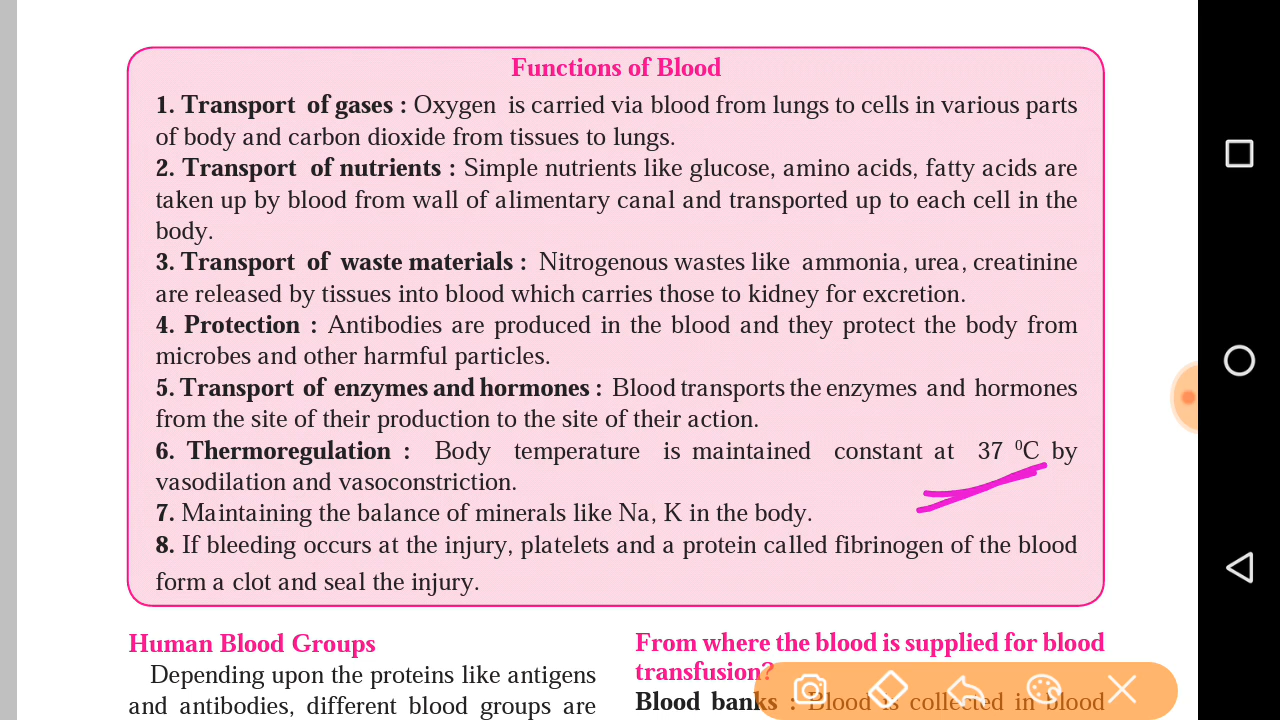 Functions of Blood
1. Transport of gases : Oxygen is carried via blood from lungs to cells in various parts
of body and carbon dioxide from tissues to lungs.
2. Transport of nutrients : Simple nutrients like glucose, amino acids, fatty acids are
taken up by blood from wall of alimentary canal and transported up to each cell in the
body.
3. Transport of waste materials : Nitrogenous wastes like ammonia, urea, creatinine
are released by tissues into blood which carries those to kidney for excretion.
4. Protection : Antibodies are produced in the blood and they protect the body from
microbes and other harmful particles.
5. Transport of enzymes and hormones : Blood transports the enzymes and hormones
from the site of their production to the site of their action.
6. Thermoregulation : Body temperature is maintained constant at 37 ⁰C by
vasodilation and vasoconstriction.
7. Maintaining the balance of minerals like Na, K in the body.
8. If bleeding occurs at the injury, platelets and a protein called fibrinogen of the blood
form a clot and seal the injury.
Human Blood Groups
Depending upon the proteins like antigens
and antibodies, different blood groups are
From where the blood is supplied for blood
transfusion?
Blood banks : Blood is collected in blood